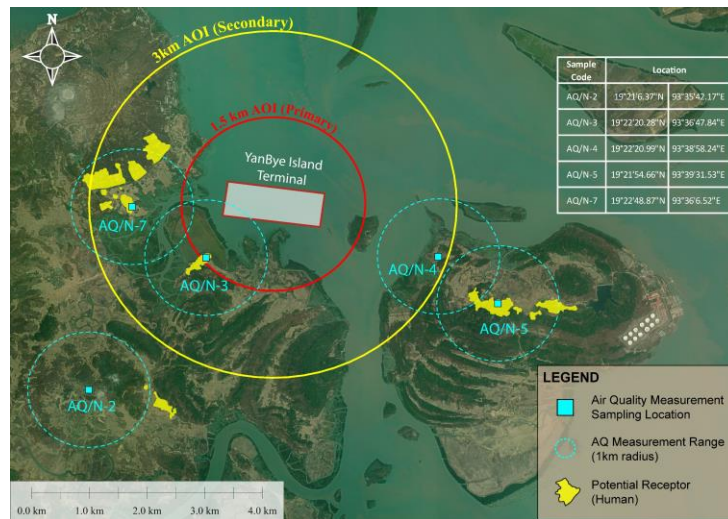 N
3km AOI (Secondary)
1.5 km AOI (Primary)
YanBye Island
Terminal
AQ/N-7
AQ/N-3
AQ/N-4
AQ/N-5
AQ/N-2
Sample Code Location
AQ/N-2 19°21'6.37"N 93°35'42.17"E
AQ/N-3 19°22'20.28"N 93°36'47.84"E
AQ/N-4 19°22'20.99"N 93°38'58.24"E
AQ/N-5 19°21'54.66"N 93°39'31.53"E
AQ/N-7 19°22'48.87"N 93°36'6.52"E
LEGEND
Air Quality Measurement
Sampling Location
AQ Measurement Range
(1km radius)
Potential Receptor
(Human)
0.0 km 1.0 km 2.0 km 3.0 km 4.0 km